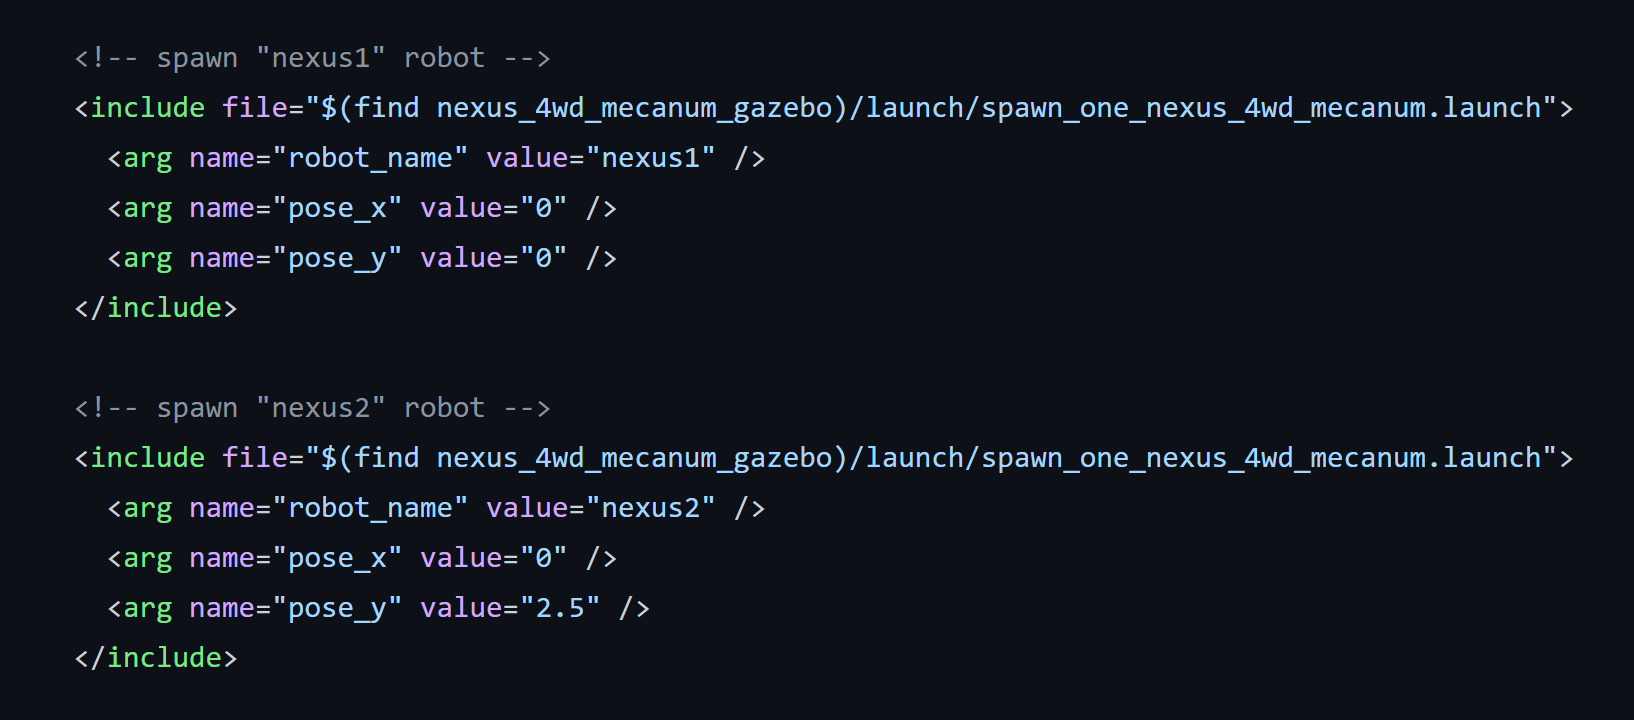 <!-- spawn "nexus1" robot -->
<include file="$(find nexus_4wd_mecanum_gazebo)/launch/spawn_one_nexus_4wd_mecanum.launch">
  <arg name="robot_name" value="nexus1" />
  <arg name="pose_x" value="0" />
  <arg name="pose_y" value="0" />
</include>

<!-- spawn "nexus2" robot -->
<include file="$(find nexus_4wd_mecanum_gazebo)/launch/spawn_one_nexus_4wd_mecanum.launch">
  <arg name="robot_name" value="nexus2" />
  <arg name="pose_x" value="0" />
  <arg name="pose_y" value="2.5" />
</include>